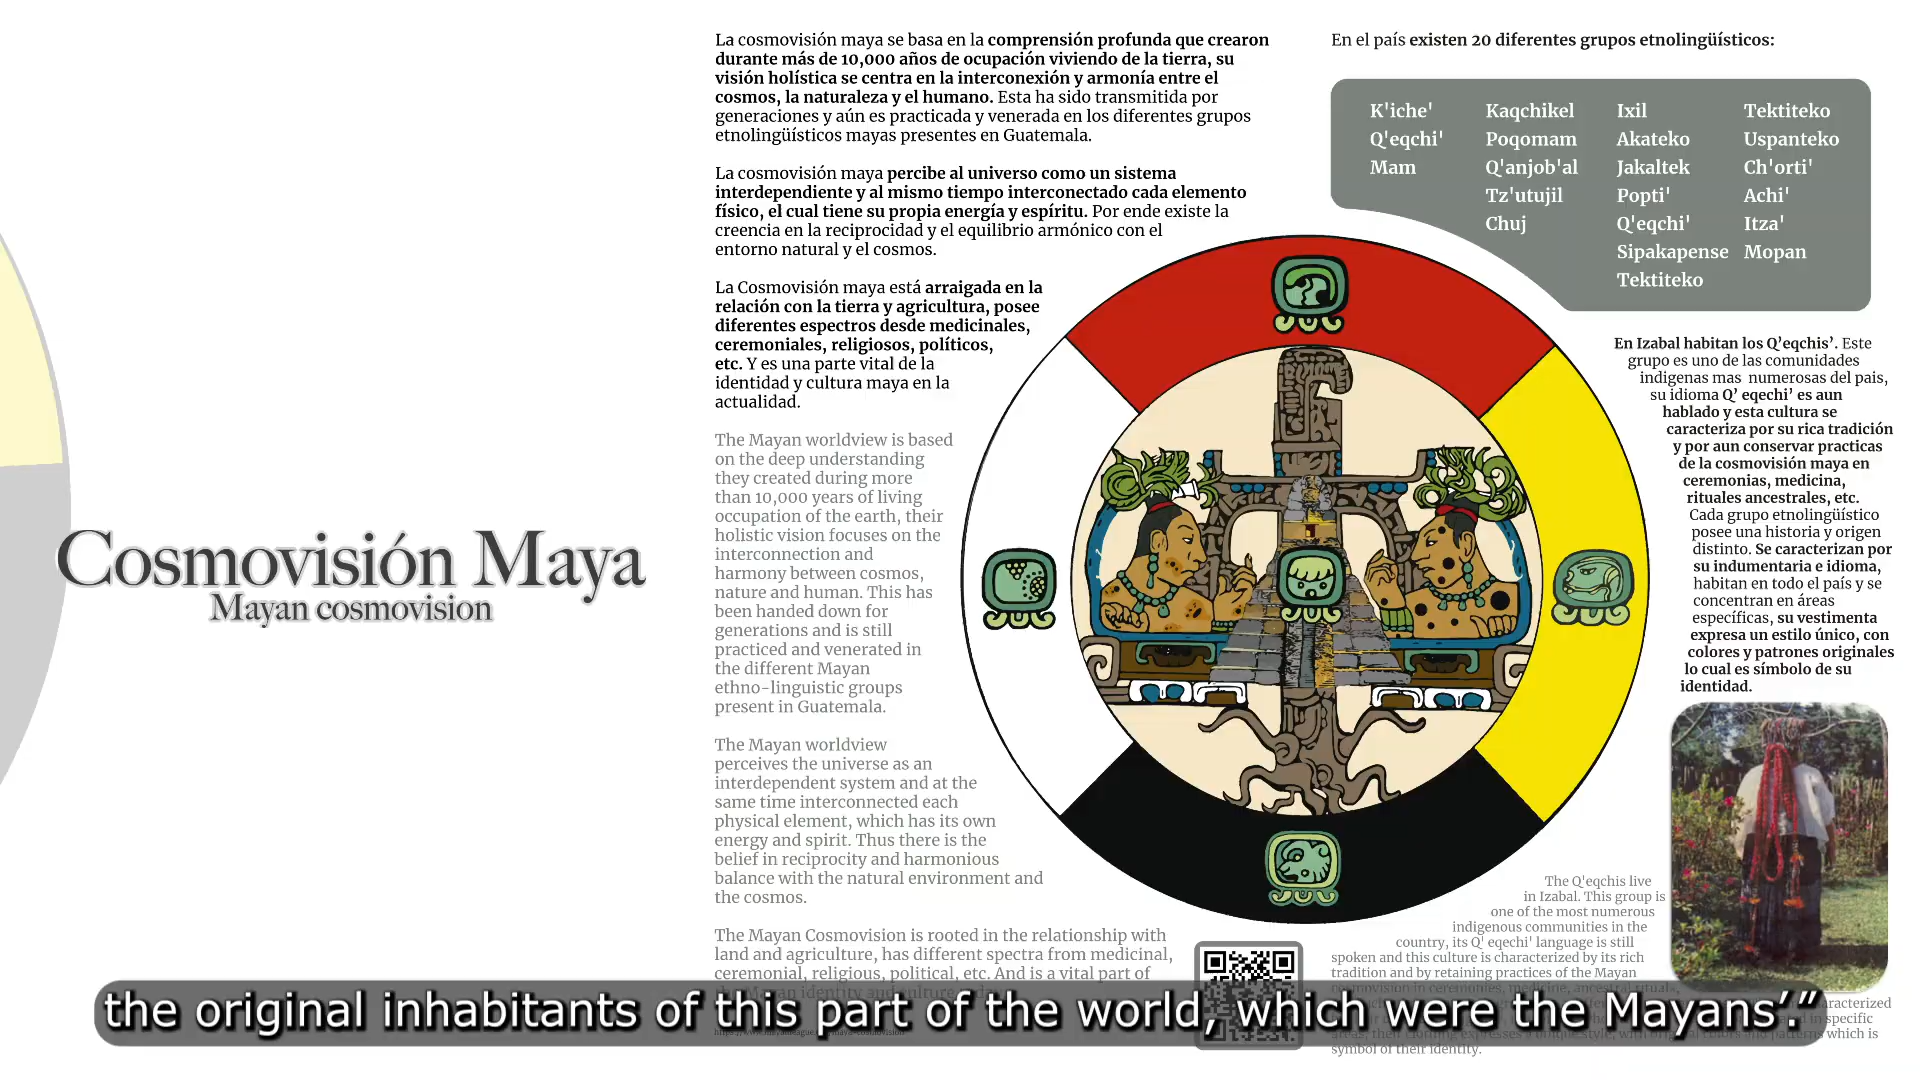 Cosmovisión Maya
Mayan cosmovision
La cosmovisión maya se basa en la comprensión profunda que crearon
durante más de 10,000 años de ocupación viviendo de la tierra, su
visión holística se centra en la interconexión y armonía entre el
cosmos, la naturaleza y el humano. Esta ha sido transmitida por
generaciones y aún es practicada y venerada en los diferentes grupos
etnolingüísticos mayas presentes en Guatemala.
La cosmovisión maya percibe al universo como un sistema
interdependiente y al mismo tiempo interconectado cada elemento
físico, el cual tiene su propia energía y espíritu. Por ende existe la
creencia en la reciprocidad y el equilibrio armónico con el
entorno natural y el cosmos.
La Cosmovisión maya está arraigada en la
relación con la tierra y agricultura, posee
diferentes espectros desde medicinales,
ceremoniales, religiosos, políticos,
etc. Y es una parte vital de la
identidad y cultura maya en la
actualidad.
The Mayan worldview is based
on the deep understanding
they created during more
than 10,000 years of living
occupation of the earth, their
holistic vision focuses on the
interconnection and
harmony between cosmos,
nature and human. This has
been handed down for
generations and is still
practiced and venerated in
the different Mayan
ethno-linguistic groups
present in Guatemala.
The Mayan worldview
perceives the universe as an
interdependent system and at the
same time interconnected each
physical element, which has its own
energy and spirit. Thus there is the
belief in reciprocity and harmonious
balance with the natural environment and
the cosmos.
The Mayan Cosmovision is rooted in the relationship with
land and agriculture, has different spectra from medicinal,
ceremonial, religious, political, etc. And is a vital part of
En el país existen 20 diferentes grupos etnolingüísticos:
K'iche'
Q'eqchi'
Mam
Kaqchikel
Poqomam
Q'anjob'al
Tz'utujil
Chuj
Ixil
Akateko
Jakaltek
Popti'
Q'eqchi'
Sipakapense
Tektiteko
Tektiteko
Uspanteko
Ch'orti'
Achi'
Itza'
Mopan
En Izabal habitan los Q’eqchis’. Este
grupo es uno de las comunidades
indigenas mas numerosas del pais,
su idioma Q’ eqechi’ es aun
hablado y esta cultura se
caracteriza por su rica tradición
y por aun conservar practicas
de la cosmovisión maya en
ceremonias, medicina,
rituales ancestrales, etc.
Cada grupo etnolingüístico
posee una historia y origen
distinto. Se caracterizan por
su indumentaria e idioma,
habitan en todo el país y se
concentran en áreas
específicas, su vestimenta
expresa un estilo único, con
colores y patrones originales
lo cual es símbolo de su
identidad.
The Q'eqchis live
in Izabal. This group is
one of the most numerous
indigenous communities in the
country, its Q' eqechi' language is still
spoken and this culture is characterized by its rich
tradition and by retaining practices of the Mayan
in specific
which is
symbol of their identity.
the original inhabitants of this part of the world, which were the Mayans’”